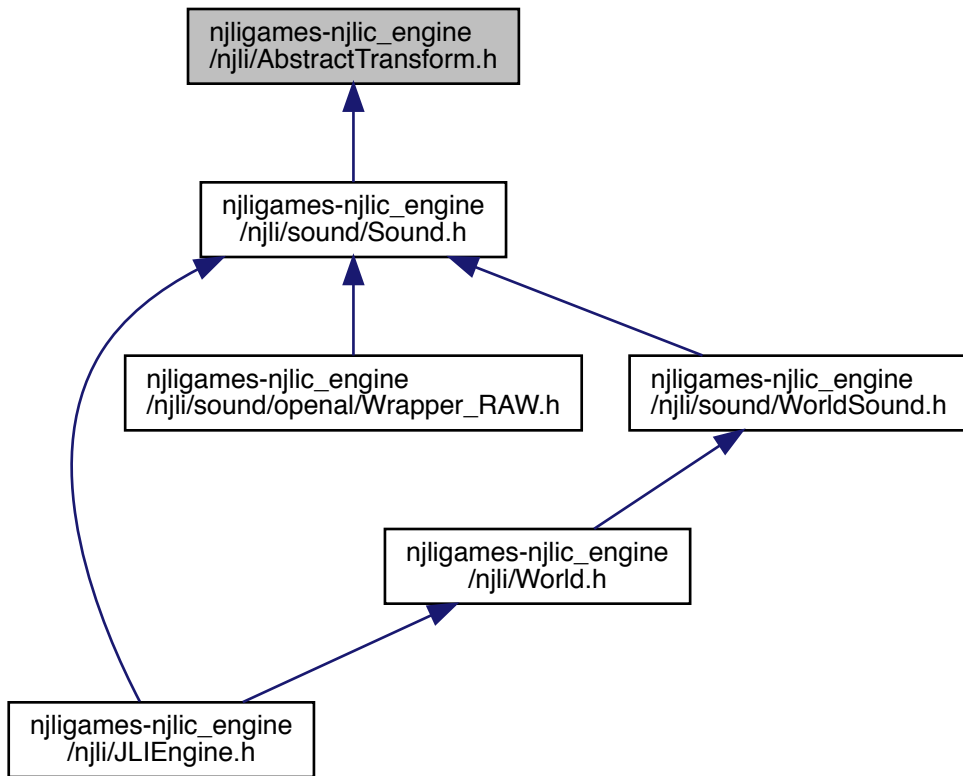 njligames-njlic_engine
/njli/AbstractTransform.h
njligames-njlic_engine
/njli/sound/Sound.h
njligames-njlic_engine
/njli/sound/openal/Wrapper_RAW.h
njligames-njlic_engine
/njli/sound/WorldSound.h
njligames-njlic_engine
/njli/World.h
njligames-njlic_engine
/njli/JLIEngine.h